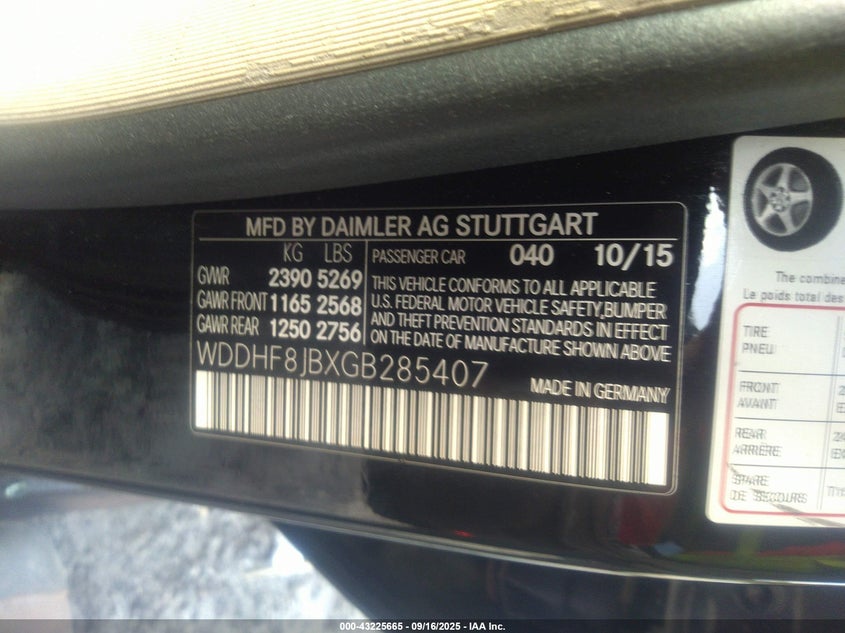 MFD BY DAIMLER AG STUTTGART
KG LBS
GVWR 2390 5269
GAWR FRONT 1165 2568
GAWR REAR 1250 2756
PASSENGER CAR 040 10/15
THIS VEHICLE CONFORMS TO ALL APPLICABLE
U.S. FEDERAL MOTOR VEHICLE SAFETY,BUMPER
AND THEFT PREVENTION STANDARDS IN EFFECT
ON THE DATE OF MANUFACTURE SHOWN ABOVE
WDDHF8JBXGB285407
MADE IN GERMANY
The combine
Le poids total des
TIRE
PNEU
FRONT
AVANT
REAR
ARRIÈRE
SPARE
DE SECOURS
000-43225665 - 09/16/2025 - IAA Inc.